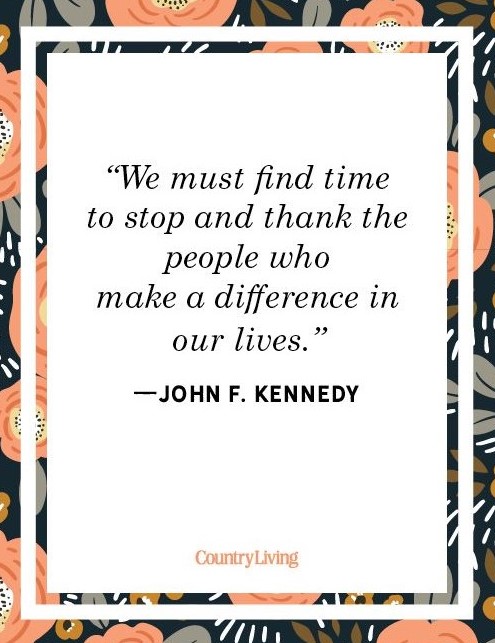 “We must find time
to stop and thank the
people who
make a difference in
our lives.”
—JOHN F. KENNEDY
CountryLiving